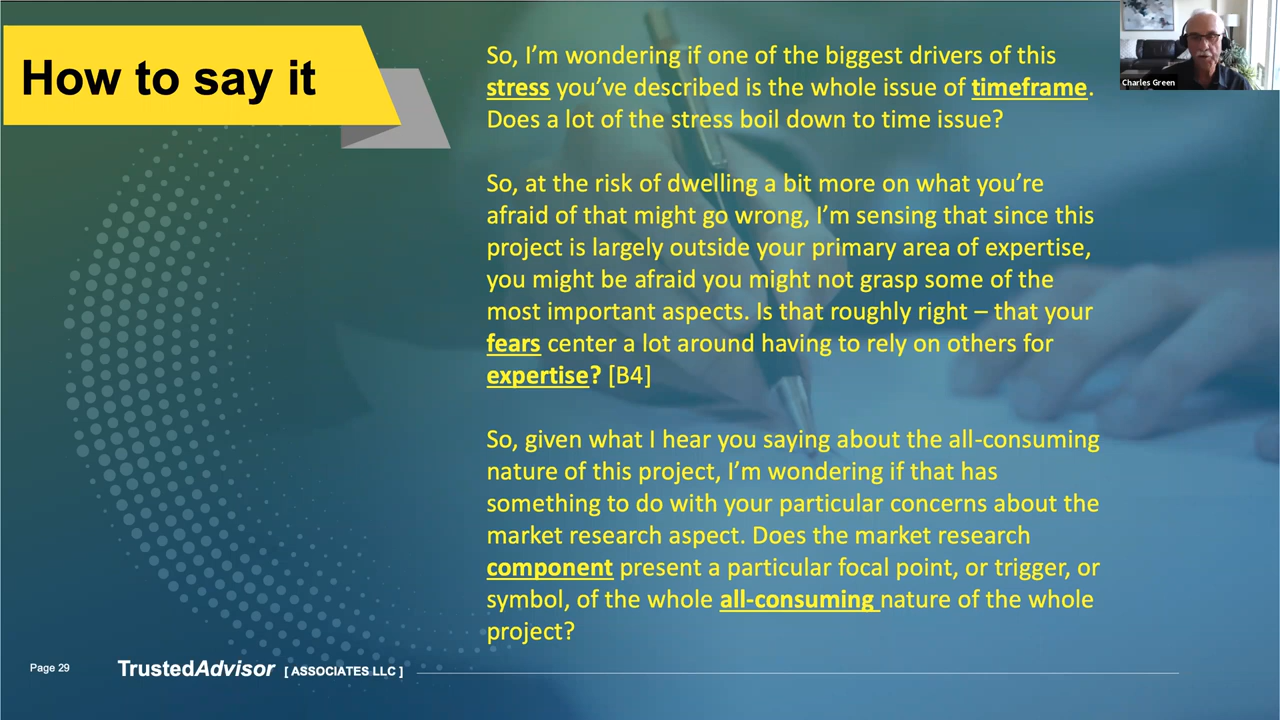 How to say it
So, I’m wondering if one of the biggest drivers of this
stress you’ve described is the whole issue of timeframe.
Does a lot of the stress boil down to time issue?
So, at the risk of dwelling a bit more on what you’re
afraid of that might go wrong, I’m sensing that since this
project is largely outside your primary area of expertise,
you might be afraid you might not grasp some of the
most important aspects. Is that roughly right – that your
fears center a lot around having to rely on others for
expertise? [B4]
So, given what I hear you saying about the all-consuming
nature of this project, I’m wondering if that has
something to do with your particular concerns about the
market research aspect. Does the market research
component present a particular focal point, or trigger, or
symbol, of the whole all-consuming nature of the whole
project?
Charles Green
Page 29
TrustedAdvisor [ ASSOCIATES LLC ]